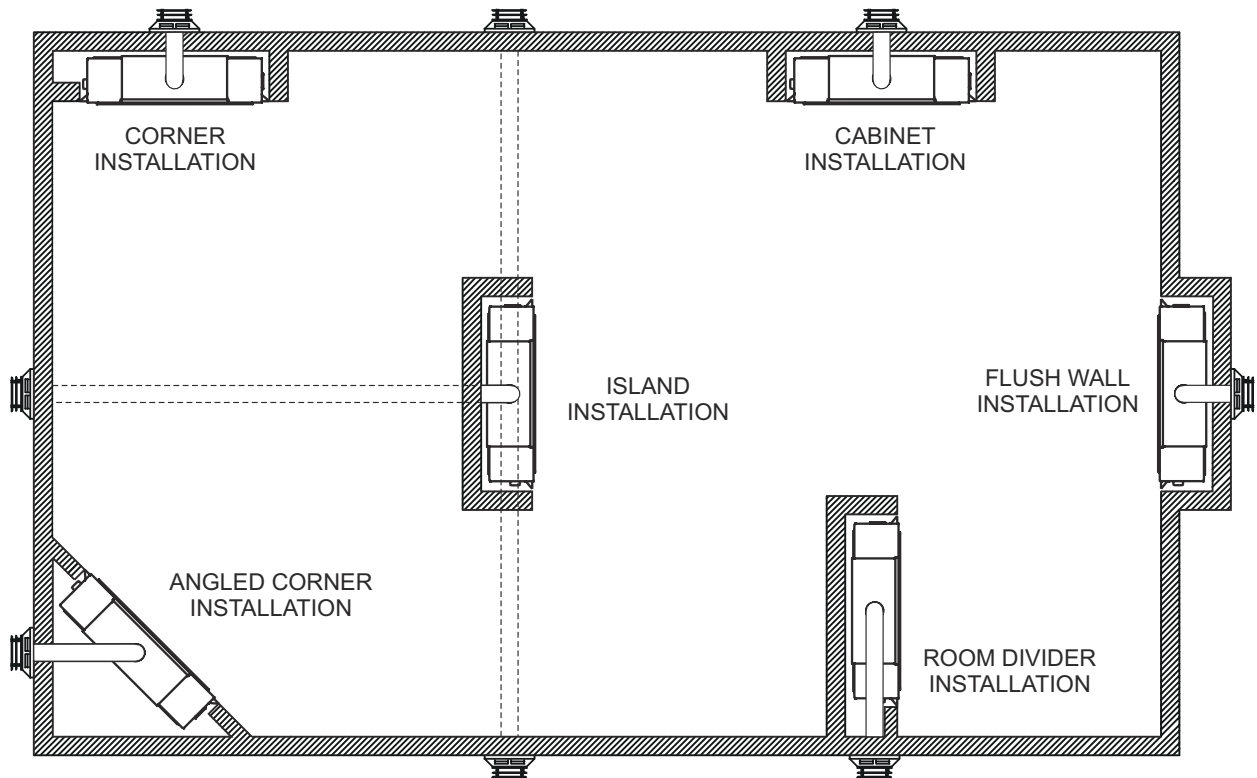 CORNER
INSTALLATION
CABINET
INSTALLATION
ISLAND
INSTALLATION
FLUSH WALL
INSTALLATION
ANGLED CORNER
INSTALLATION
ROOM DIVIDER
INSTALLATION